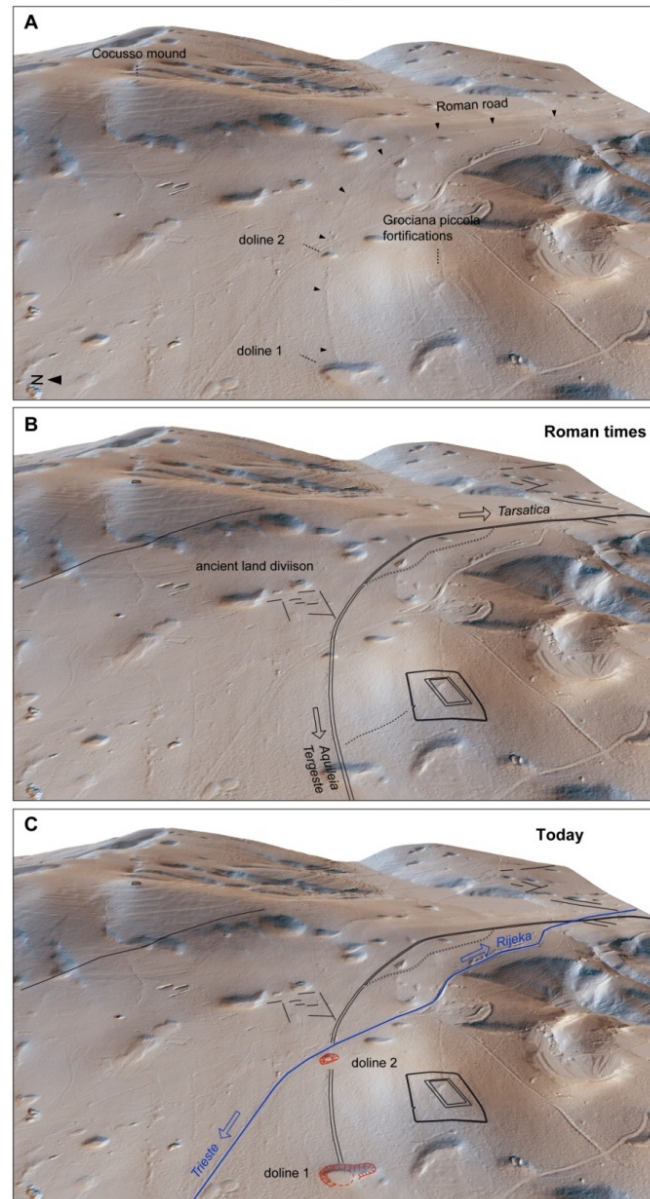 A
Cocusso mound
Roman road
Grociana piccola
fortifications
doline 2
doline 1
N
B
Roman times
Tarsatica
ancient land diviison
Aquileia
Tergeste
C
Today
Rijeka
doline 2
Trieste
doline 1